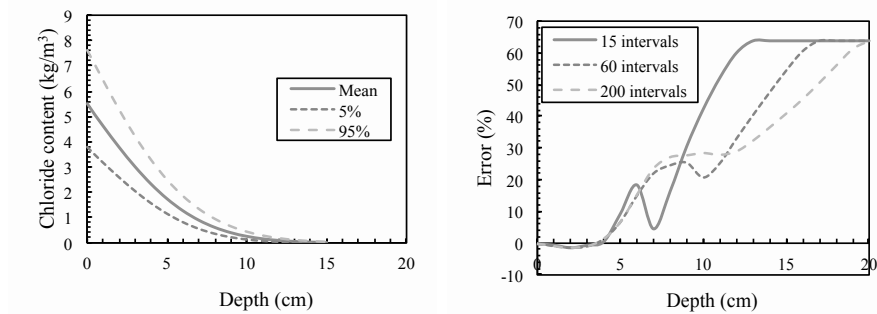 9
8
7
6
5
4
3
2
1
0
Chloride content (kg/m³)
Mean
5%
95%
0 5 10 15 20
Depth (cm)
70
60
50
40
30
20
10
0
-10
Error (%)
15 intervals
60 intervals
200 intervals
0 5 10 15 20
Depth (cm)